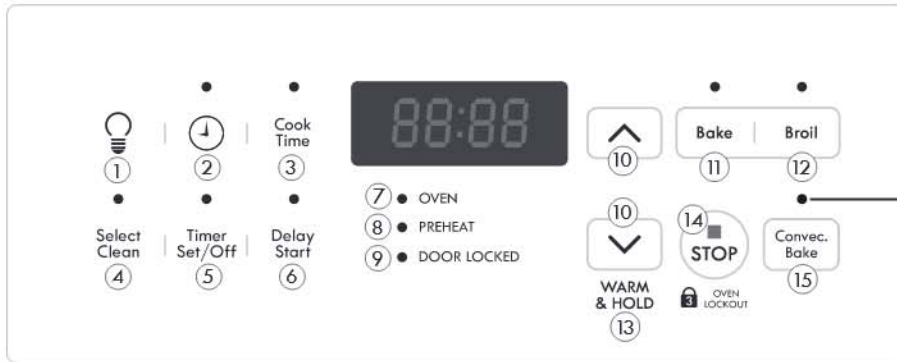 88:88
Cook
Time
1
2
3
Select
Clean
4
Timer
Set/Off
5
Delay
Start
6
7 OVEN
8 PREHEAT
9 DOOR LOCKED
10
10
WARM
& HOLD
13
Bake
11
Broil
12
14
STOP
3 OVEN
LOCKOUT
Convec.
Bake
15